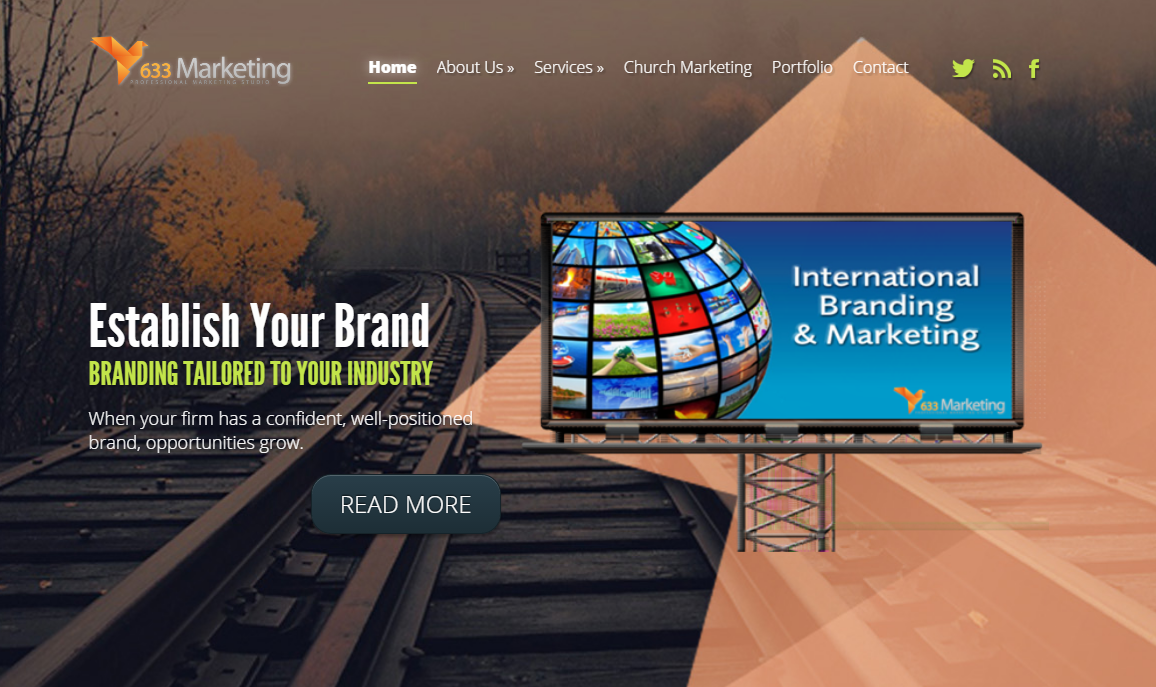 633 Marketing
PROFESSIONAL MARKETING STUDIO
Home About Us » Services » Church Marketing Portfolio Contact
Establish Your Brand
BRANDING TAILORED TO YOUR INDUSTRY
When your firm has a confident, well-positioned
brand, opportunities grow.
READ MORE
International
Branding
& Marketing
633 Marketing